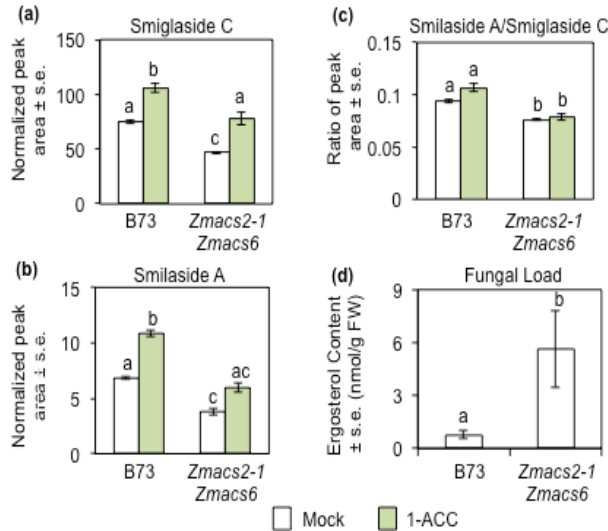 (a)
Smiglaside C
Normalized peak
area ± s.e.
150
100
50
0
a
b
c
a
B73
Zmacs2-1
Zmacs6
(c)
Smilaside A/Smiglaside C
Ratio of peak
area ± s.e.
0.15
0.1
0.05
0
a
a
b
b
B73
Zmacs2-1
Zmacs6
(b)
Smilaside A
Normalized peak
area ± s.e.
15
10
5
0
a
b
c
ac
B73
Zmacs2-1
Zmacs6
(d)
Fungal Load
Ergosterol Content
± s.e. (nmol/g FW)
9
6
3
0
a
b
B73
Zmacs2-1
Zmacs6
Mock
1-ACC